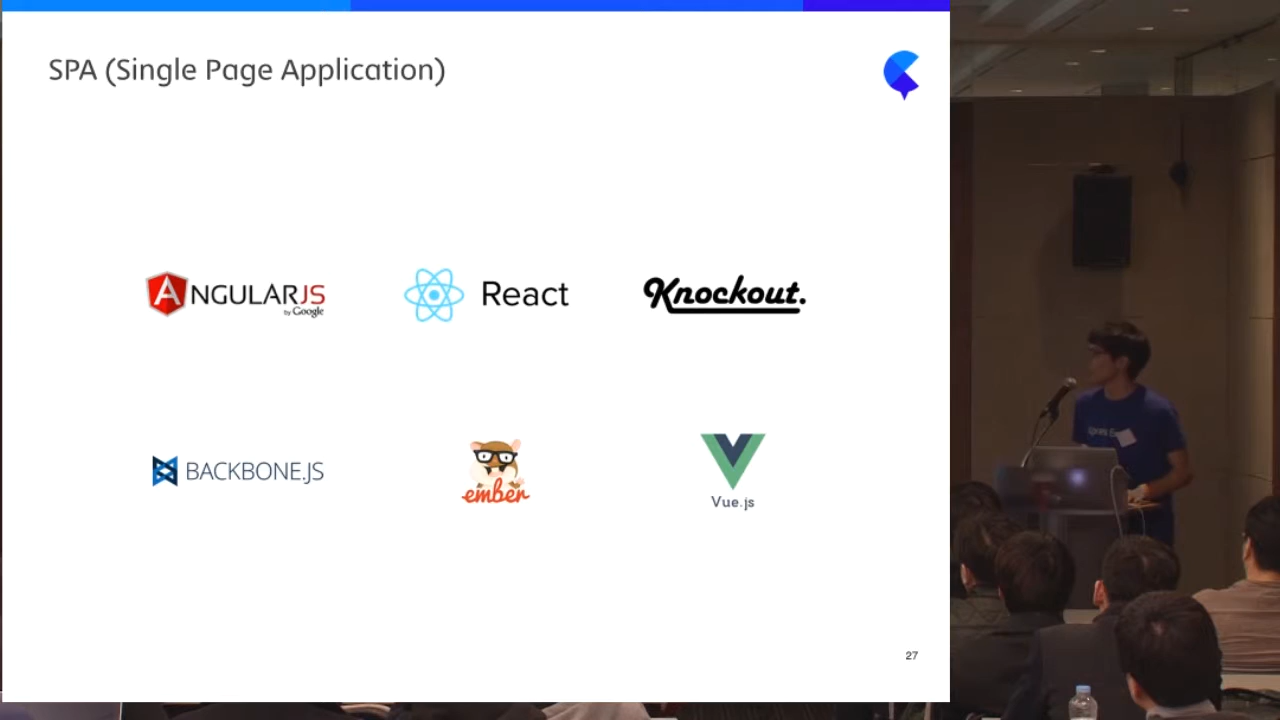 SPA (Single Page Application)
ANGULARJS
by Google
React
Knockout.
BACKBONE.JS
ember
Vue.js
27